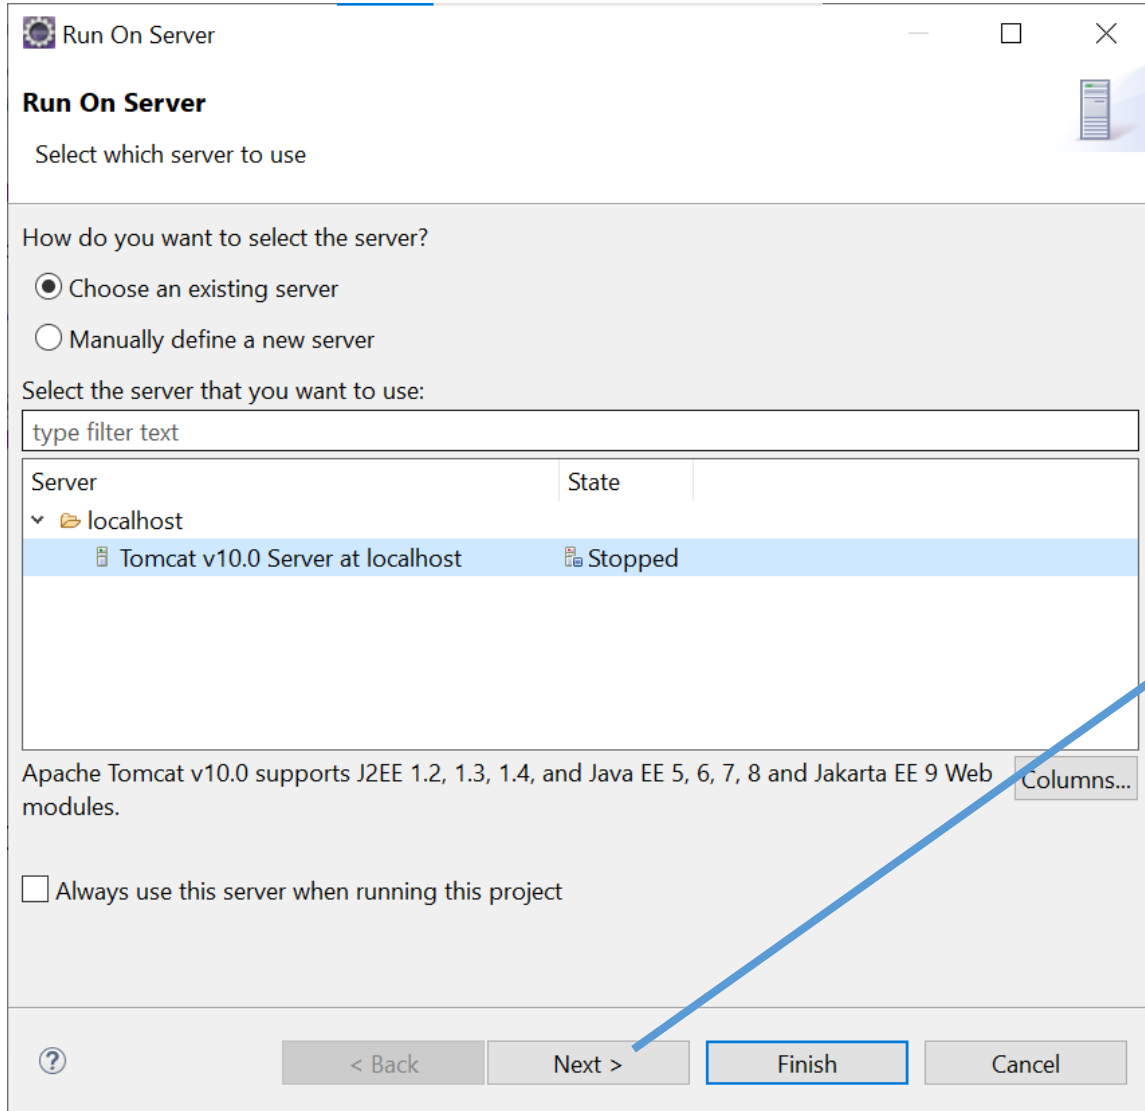 Run On Server
Run On Server
Select which server to use
How do you want to select the server?
Choose an existing server
Manually define a new server
Select the server that you want to use:
type filter text
Server State
localhost
Tomcat v10.0 Server at localhost Stopped
Apache Tomcat v10.0 supports J2EE 1.2, 1.3, 1.4, and Java EE 5, 6, 7, 8 and Jakarta EE 9 Web
modules.
Columns...
Always use this server when running this project
? < Back Next > Finish Cancel